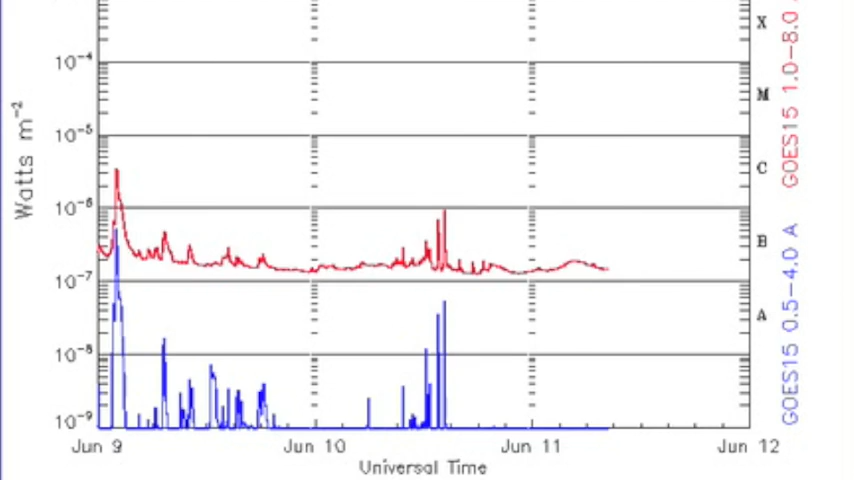 X
10⁻⁴
M
10⁻⁵
C
10⁻⁶
B
10⁻⁷
A
10⁻⁸
10⁻⁹
Watts m⁻²
GOES15 1.0-8.0
GOES15 0.5-4.0 A
Jun 9 Jun 10 Jun 11 Jun 12
Universal Time